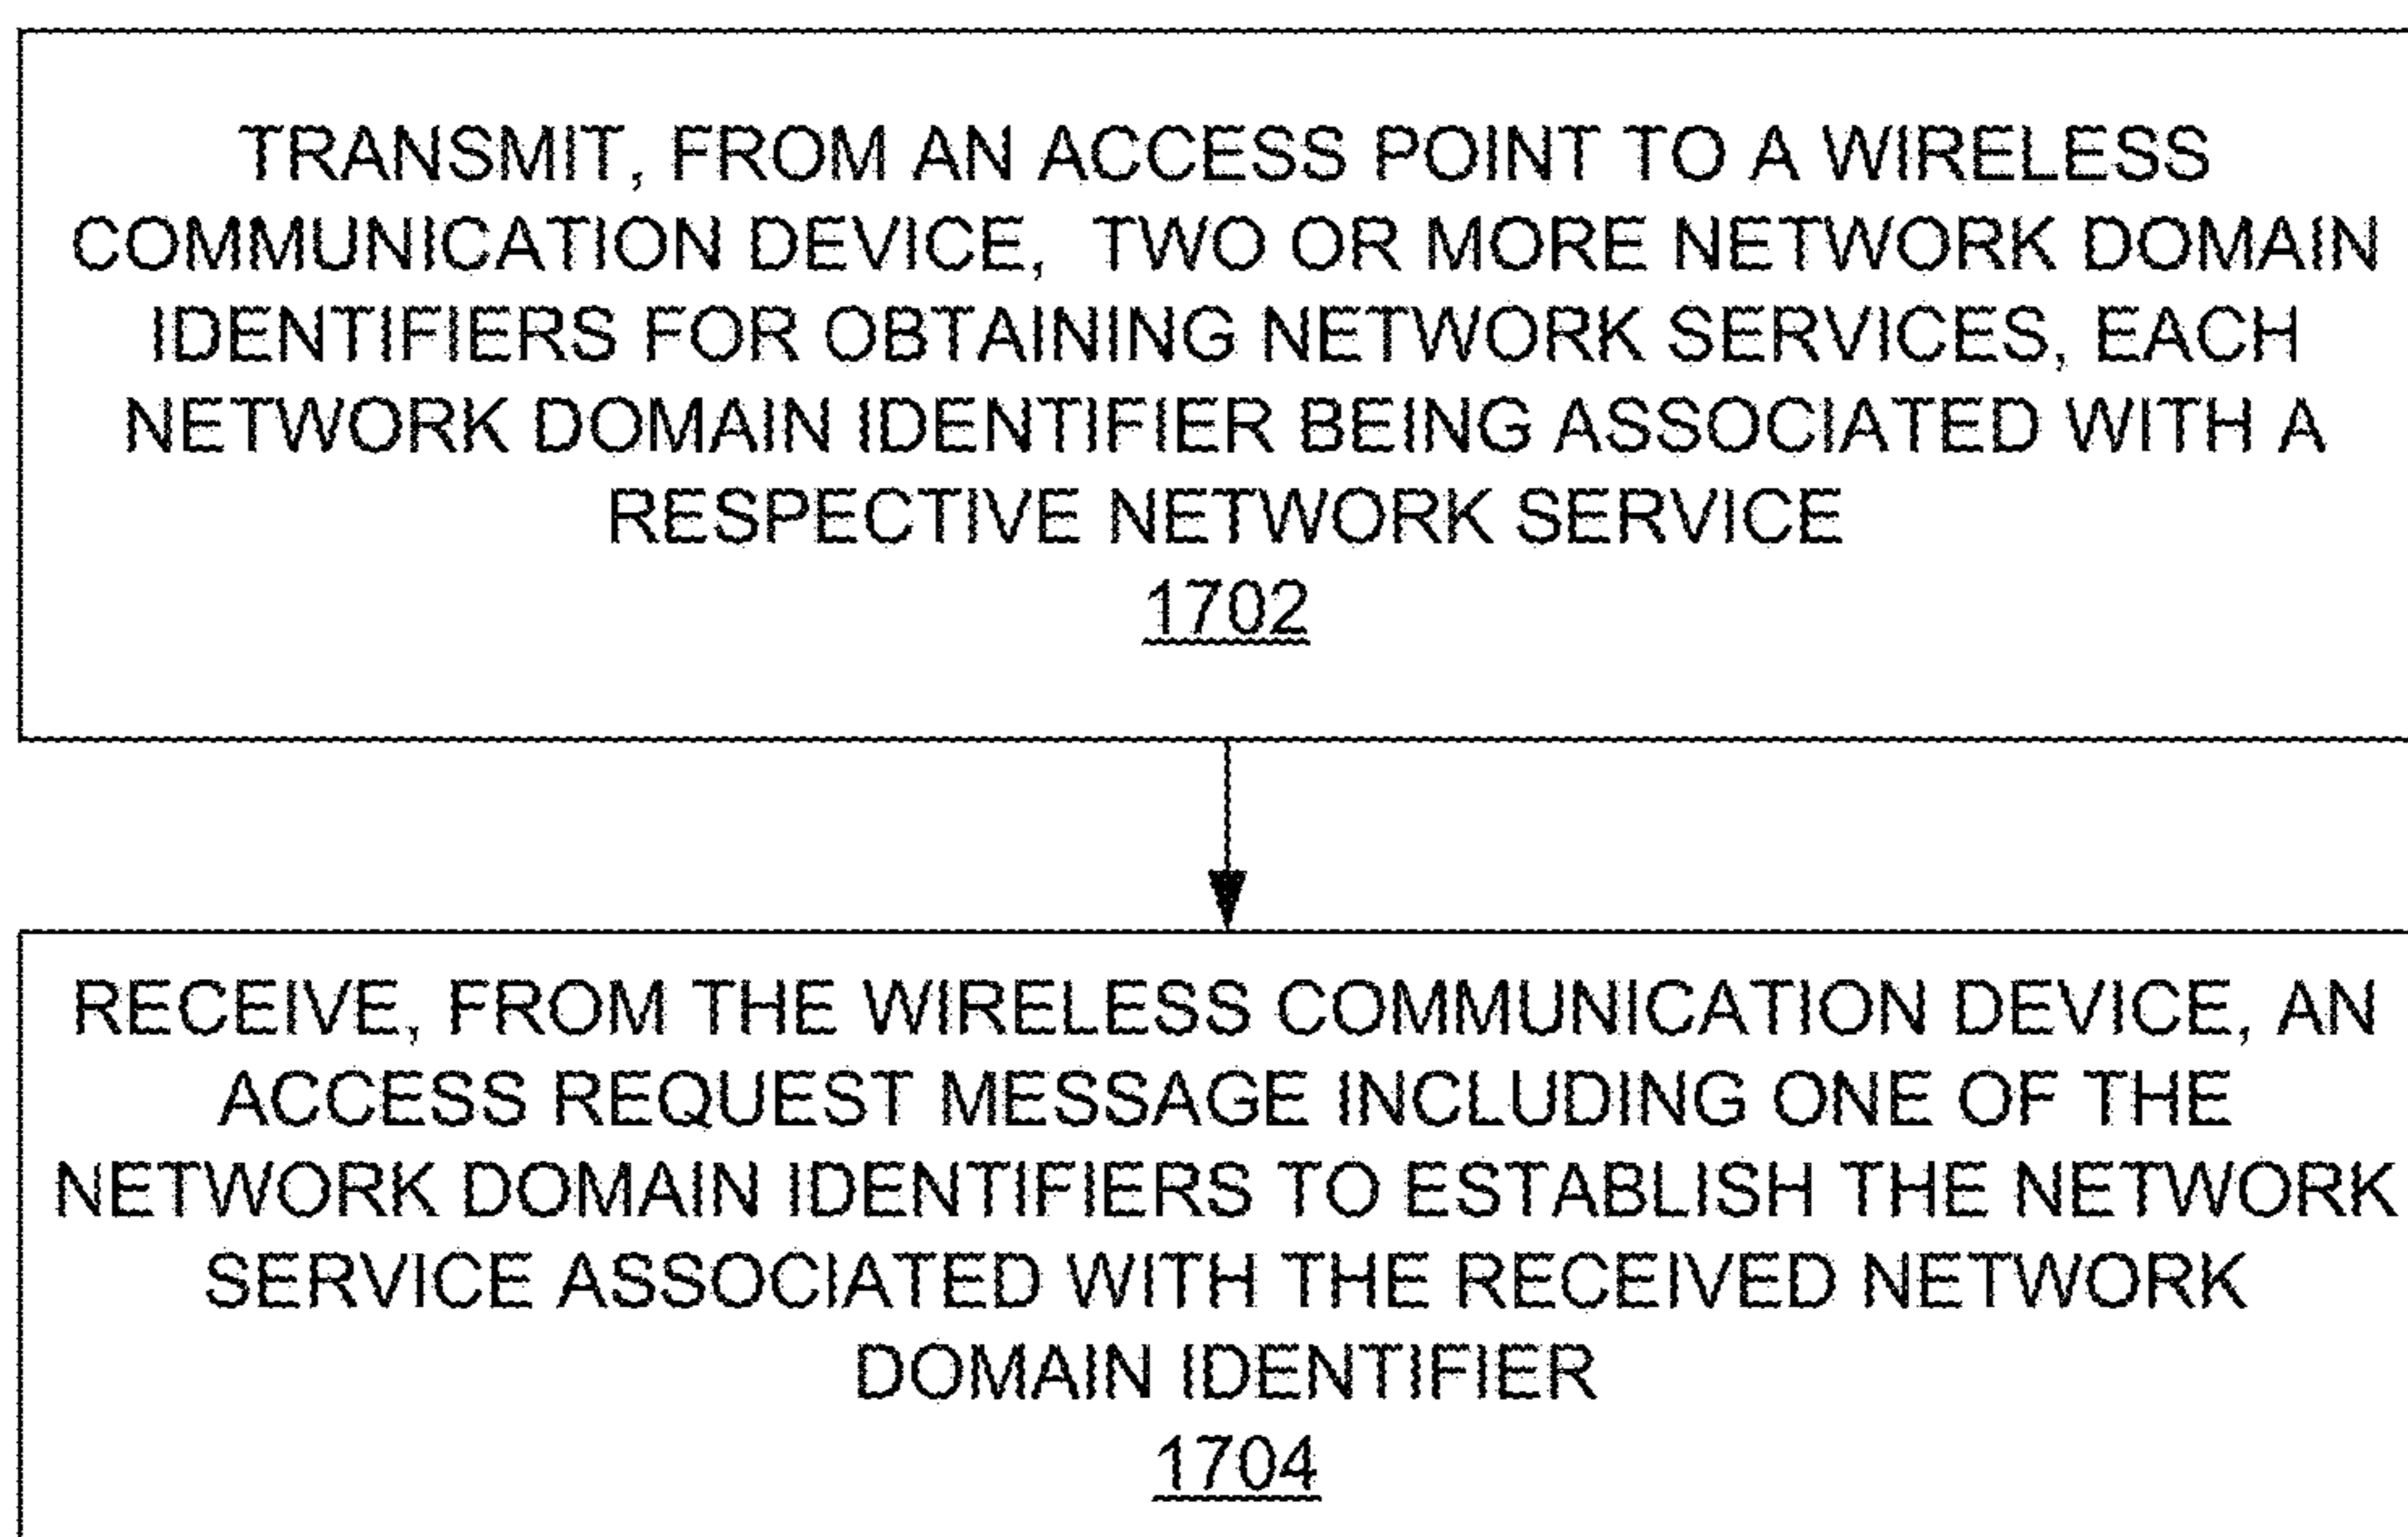 TRANSMIT, FROM AN ACCESS POINT TO A WIRELESS
COMMUNICATION DEVICE, TWO OR MORE NETWORK DOMAIN
IDENTIFIERS FOR OBTAINING NETWORK SERVICES, EACH
NETWORK DOMAIN IDENTIFIER BEING ASSOCIATED WITH A
RESPECTIVE NETWORK SERVICE
1702
RECEIVE, FROM THE WIRELESS COMMUNICATION DEVICE, AN
ACCESS REQUEST MESSAGE INCLUDING ONE OF THE
NETWORK DOMAIN IDENTIFIERS TO ESTABLISH THE NETWORK
SERVICE ASSOCIATED WITH THE RECEIVED NETWORK
DOMAIN IDENTIFIER
1704